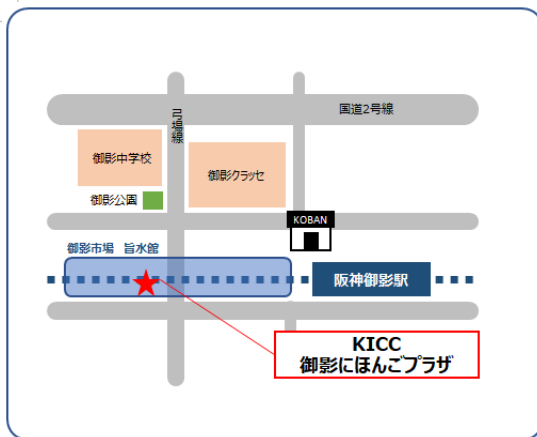 国道2号線
弓場線
御影中学校
御影クラッセ
御影公園
KOBAN
御影市場 旨水館
阪神御影駅
KICC
御影にほんごプラザ